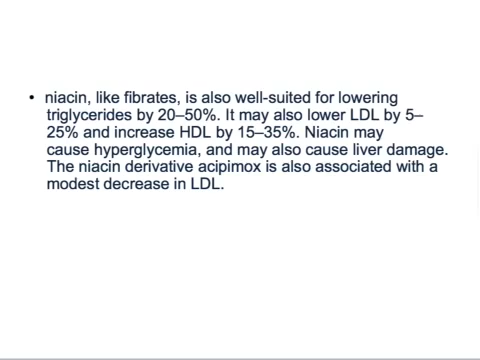 • niacin, like fibrates, is also well-suited for lowering
triglycerides by 20–50%. It may also lower LDL by 5–
25% and increase HDL by 15–35%. Niacin may
cause hyperglycemia, and may also cause liver damage.
The niacin derivative acipimox is also associated with a
modest decrease in LDL.